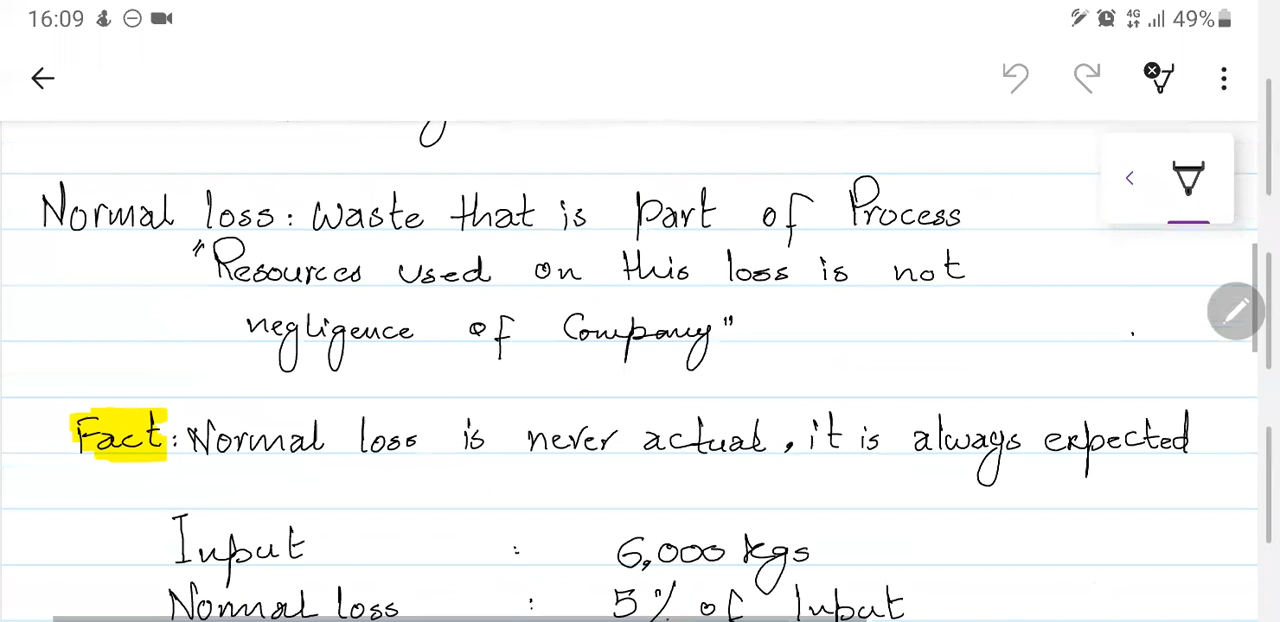 16:09 4G 49%
Normal loss: Waste that is part of Process
"Resources used on this loss is not
negligence of Company"
Fact: Normal loss is never actual, it is always expected
Input : 6,000 kgs
Normal loss : 5% of Input